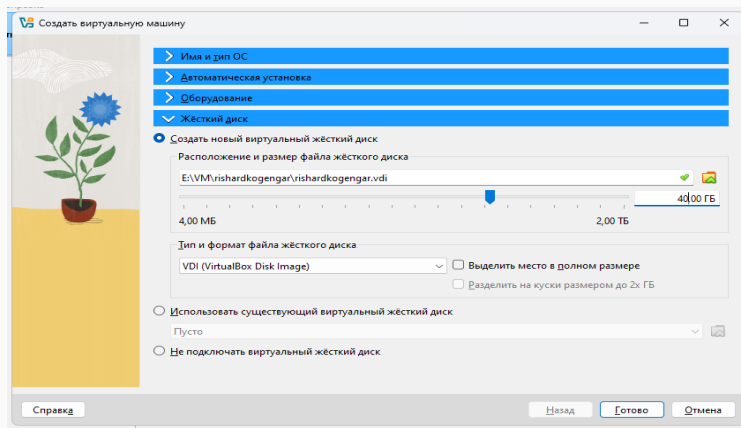 Создать виртуальную машину
Имя и тип ОС
Автоматическая установка
Оборудование
Жёсткий диск
Создать новый виртуальный жёсткий диск
Расположение и размер файла жёсткого диска
E:\VM\rishardkogengar\rishardkogengar.vdi
40,00 ГБ
4,00 МБ 2,00 ТБ
Тип и формат файла жёсткого диска
VDI (VirtualBox Disk Image)
Выделить место в полном размере
Разделить на куски размером до 2х ГБ
Использовать существующий виртуальный жёсткий диск
Пусто
Не подключать виртуальный жёсткий диск
Справка Назад Готово Отмена